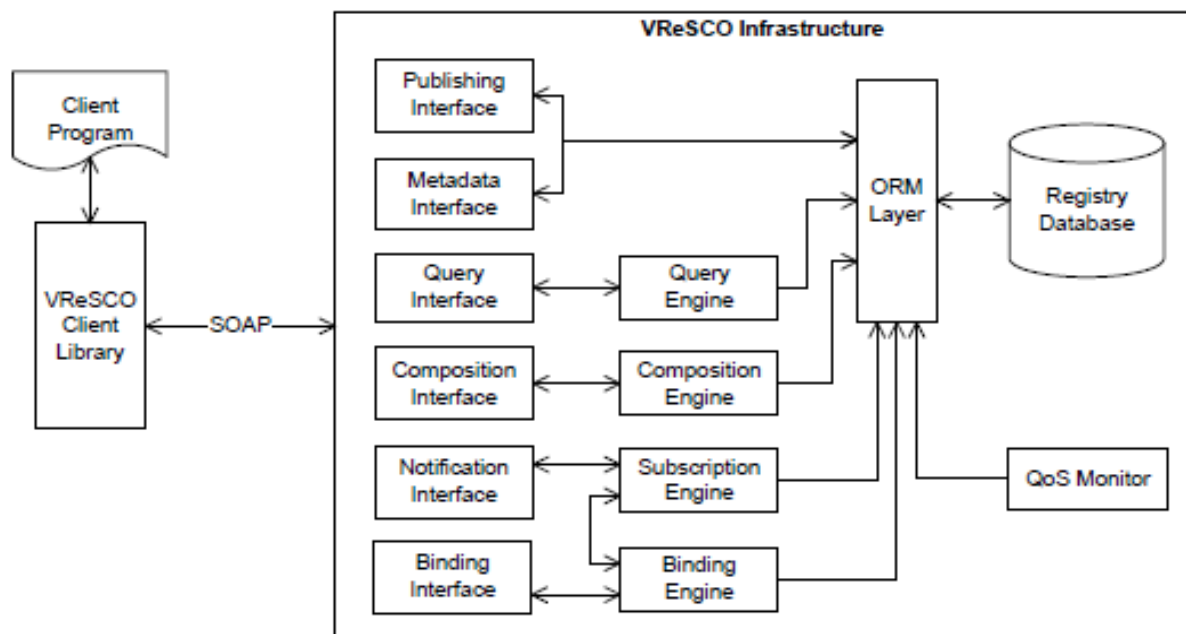 VReSCO Infrastructure
Client
Program
VReSCO
Client
Library
SOAP
Publishing
Interface
Metadata
Interface
Query
Interface
Composition
Interface
Notification
Interface
Binding
Interface
Query
Engine
Composition
Engine
Subscription
Engine
Binding
Engine
ORM
Layer
Registry
Database
QoS Monitor